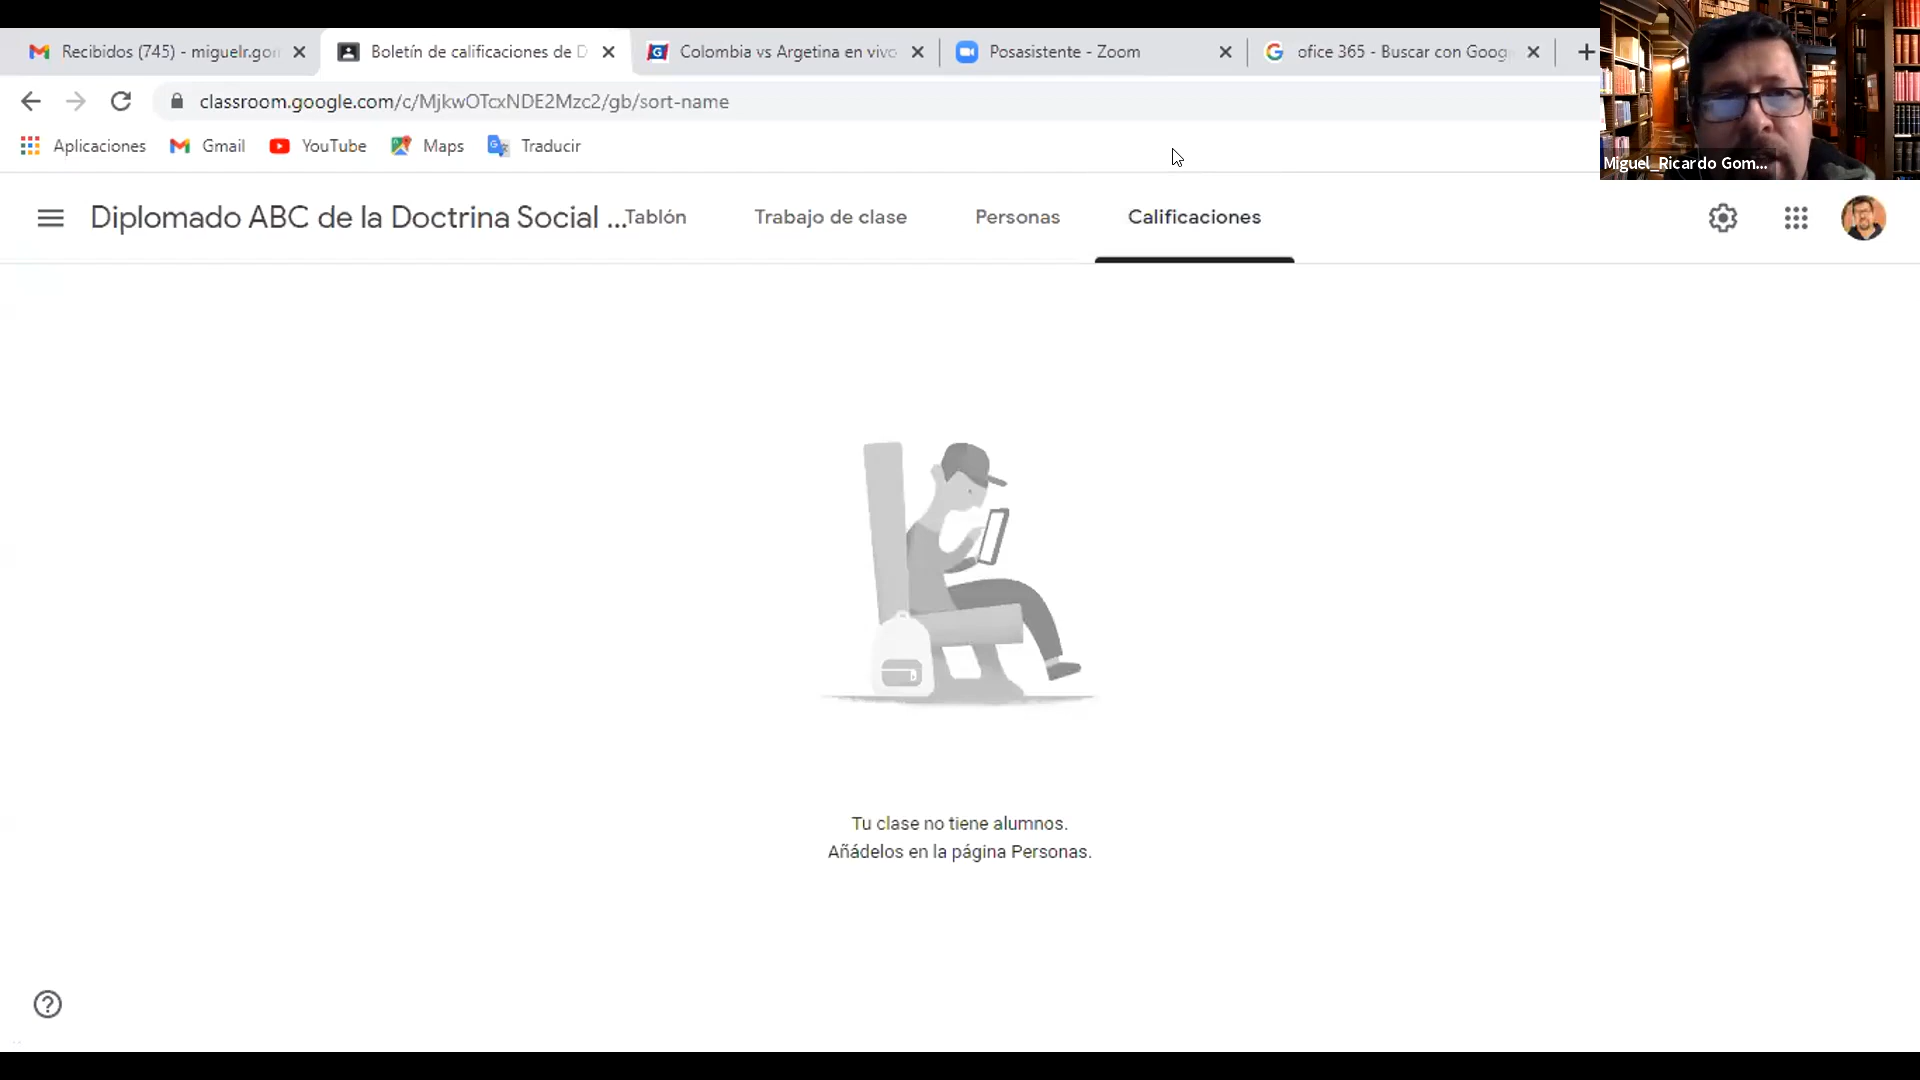 Recibidos (745) - miguelr.gon
Boletín de calificaciones de D
Colombia vs Argetina en vivo
Posasistente - Zoom
ofice 365 - Buscar con Goog
classroom.google.com/c/MjkwOTcxNDE2Mzc2/gb/sort-name
Aplicaciones
Gmail
YouTube
Maps
Traducir
Miguel_Ricardo Gom...
Diplomado ABC de la Doctrina Social ...
Tablón
Trabajo de clase
Personas
Calificaciones
Tu clase no tiene alumnos.
Añádelos en la página Personas.